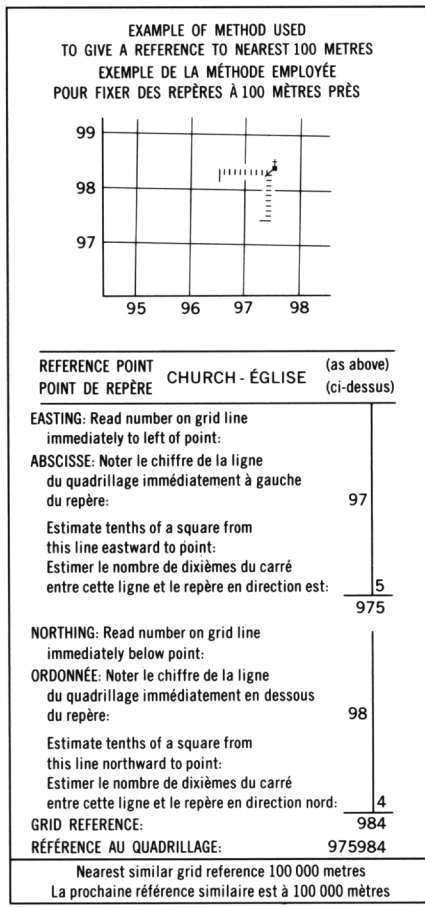 EXAMPLE OF METHOD USED
TO GIVE A REFERENCE TO NEAREST 100 METRES
EXEMPLE DE LA MÉTHODE EMPLOYÉE
POUR FIXER DES REPÈRES À 100 MÈTRES PRÈS
99
98
97
95 96 97 98
REFERENCE POINT
POINT DE REPÈRE
CHURCH - ÉGLISE
(as above)
(ci-dessus)
EASTING: Read number on grid line
immediately to left of point:
ABSCISSE: Noter le chiffre de la ligne
du quadrillage immédiatement à gauche
du repère: 97
Estimate tenths of a square from
this line eastward to point:
Estimer le nombre de dixièmes du carré
entre cette ligne et le repère en direction est: 5
975
NORTHING: Read number on grid line
immediately below point:
ORDONNÉE: Noter le chiffre de la ligne
du quadrillage immédiatement en dessous
du repère: 98
Estimate tenths of a square from
this line northward to point:
Estimer le nombre de dixièmes du carré
entre cette ligne et le repère en direction nord: 4
GRID REFERENCE: 984
RÉFÉRENCE AU QUADRILLAGE: 975984
Nearest similar grid reference 100 000 metres
La prochaine référence similaire est à 100 000 mètres